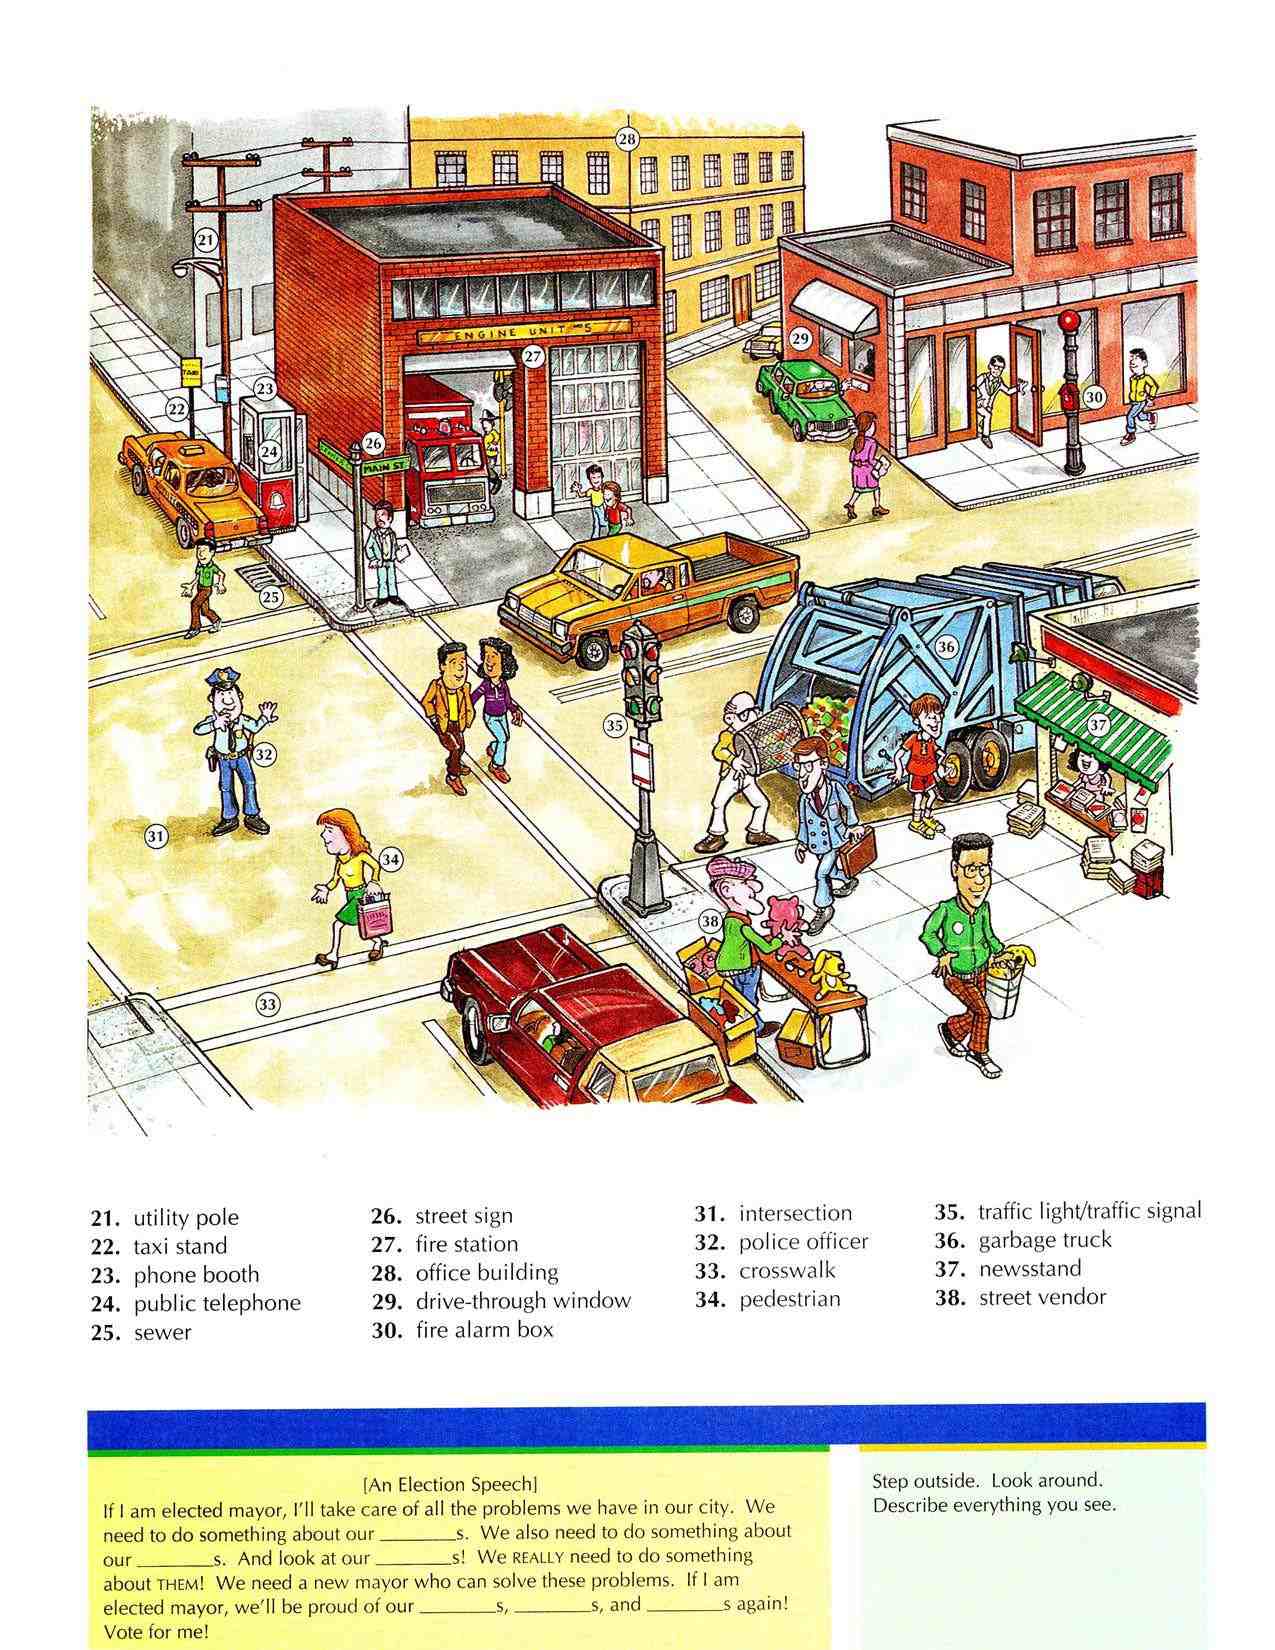 28
21
ENGINE UNIT No 5
29
27
TAXI
23
22
30
26
24
MAIN ST.
25
36
35
37
32
31
34
38
33
21. utility pole
22. taxi stand
23. phone booth
24. public telephone
25. sewer
26. street sign
27. fire station
28. office building
29. drive-through window
30. fire alarm box
31. intersection
32. police officer
33. crosswalk
34. pedestrian
35. traffic light/traffic signal
36. garbage truck
37. newsstand
38. street vendor
[An Election Speech]
If I am elected mayor, I'll take care of all the problems we have in our city. We
need to do something about our ________s. We also need to do something about
our ________s. And look at our ________s! We REALLY need to do something
about THEM! We need a new mayor who can solve these problems. If I am
elected mayor, we'll be proud of our ________s, ________s, and ________s again!
Vote for me!
Step outside. Look around.
Describe everything you see.